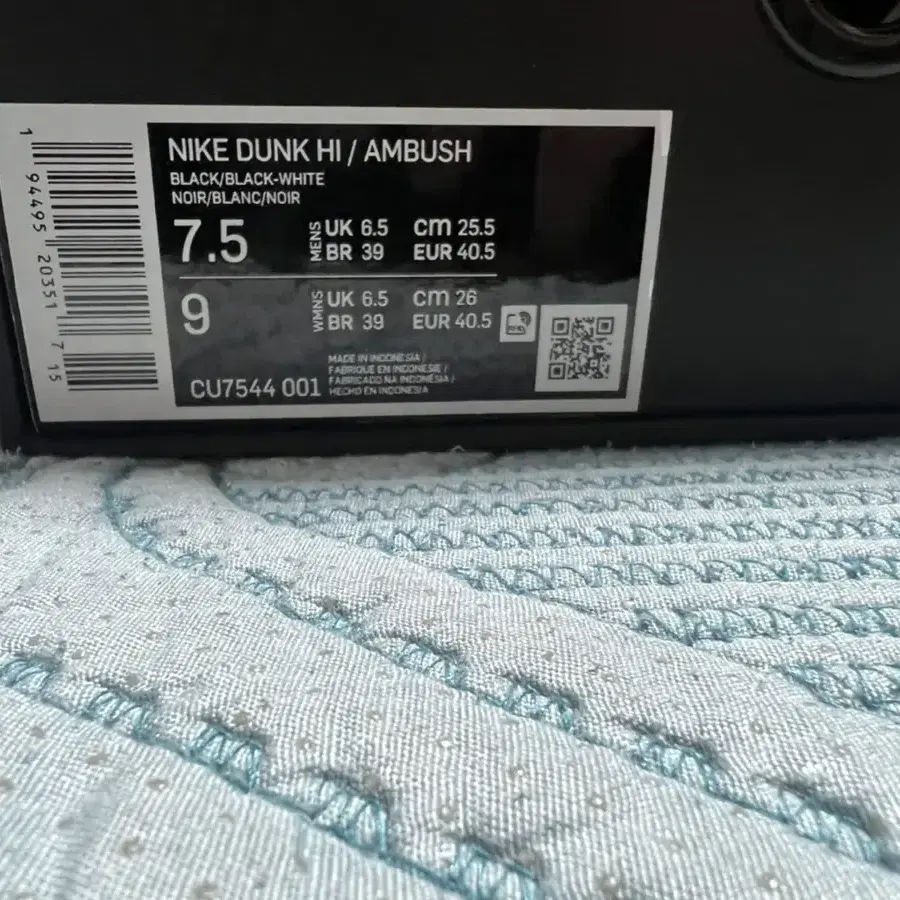 1 94495 20351 7 15
NIKE DUNK HI / AMBUSH
BLACK/BLACK-WHITE
NOIR/BLANC/NOIR
7.5 MENS UK 6.5 cm 25.5
BR 39 EUR 40.5
9 WMNS UK 6.5 cm 26
BR 39 EUR 40.5
RFID
MADE IN INDONESIA /
FABRIQUE EN INDONESIE /
FABRICADO NA INDONÉSIA /
HECHO EN INDONESIA
CU7544 001